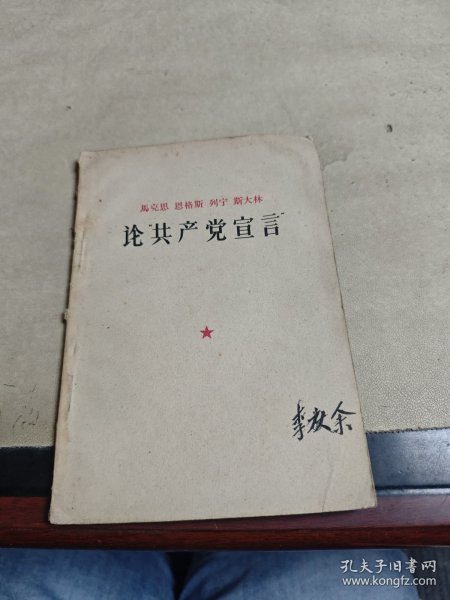 馬克思 恩格斯 列宁 斯大林
论“共产党宣言”
李友余
孔夫子旧书网
www.kongfz.com